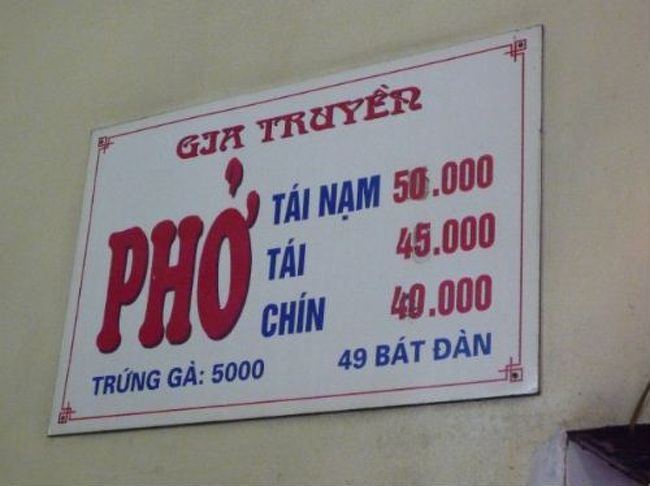 GIA TRUYỀN
PHỞ
TÁI NẠM 50.000
TÁI 45.000
CHÍN 40.000
TRỨNG GÀ: 5000 49 BÁT ĐÀN